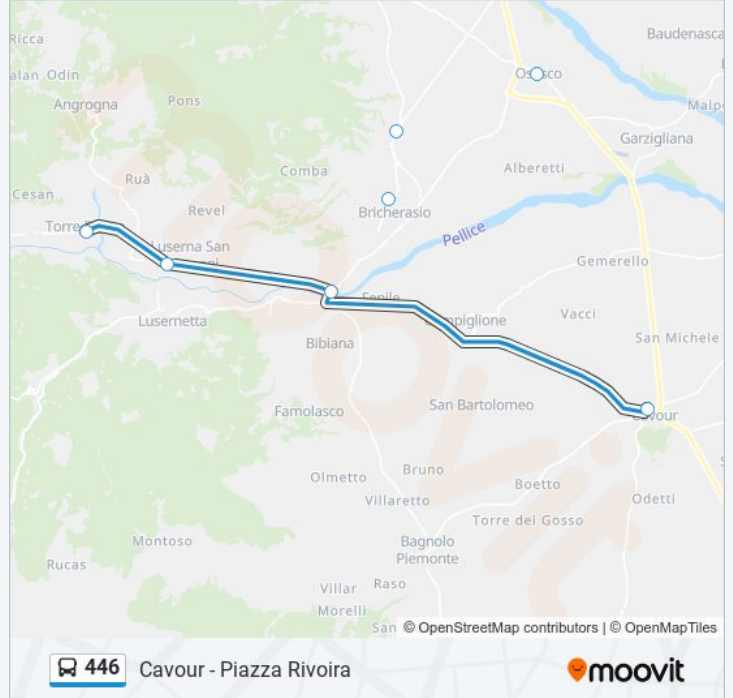 Ricca
Baudenasca
alan Odin
Angrogna
Pons
Malpe
Garzigliana
Comba
Alberetti
Ruà
Cesan
Revel
Bricherasio
Torre
Luserna San
Pellice
Gemerello
Fenile
Lusernetta
Campiglione
Vacci
Bibiana
San Michele
San Bartolomeo
Famolasco
Cavour
Bruno
Olmetto
Boetto
Villaretto
Odetti
Torre dei Gosso
Montoso
Bagnolo
Piemonte
Rucas
Villar
Raso
Morelli
San
© OpenStreetMap contributors | © OpenMapTiles
446 Cavour - Piazza Rivoira
moovit